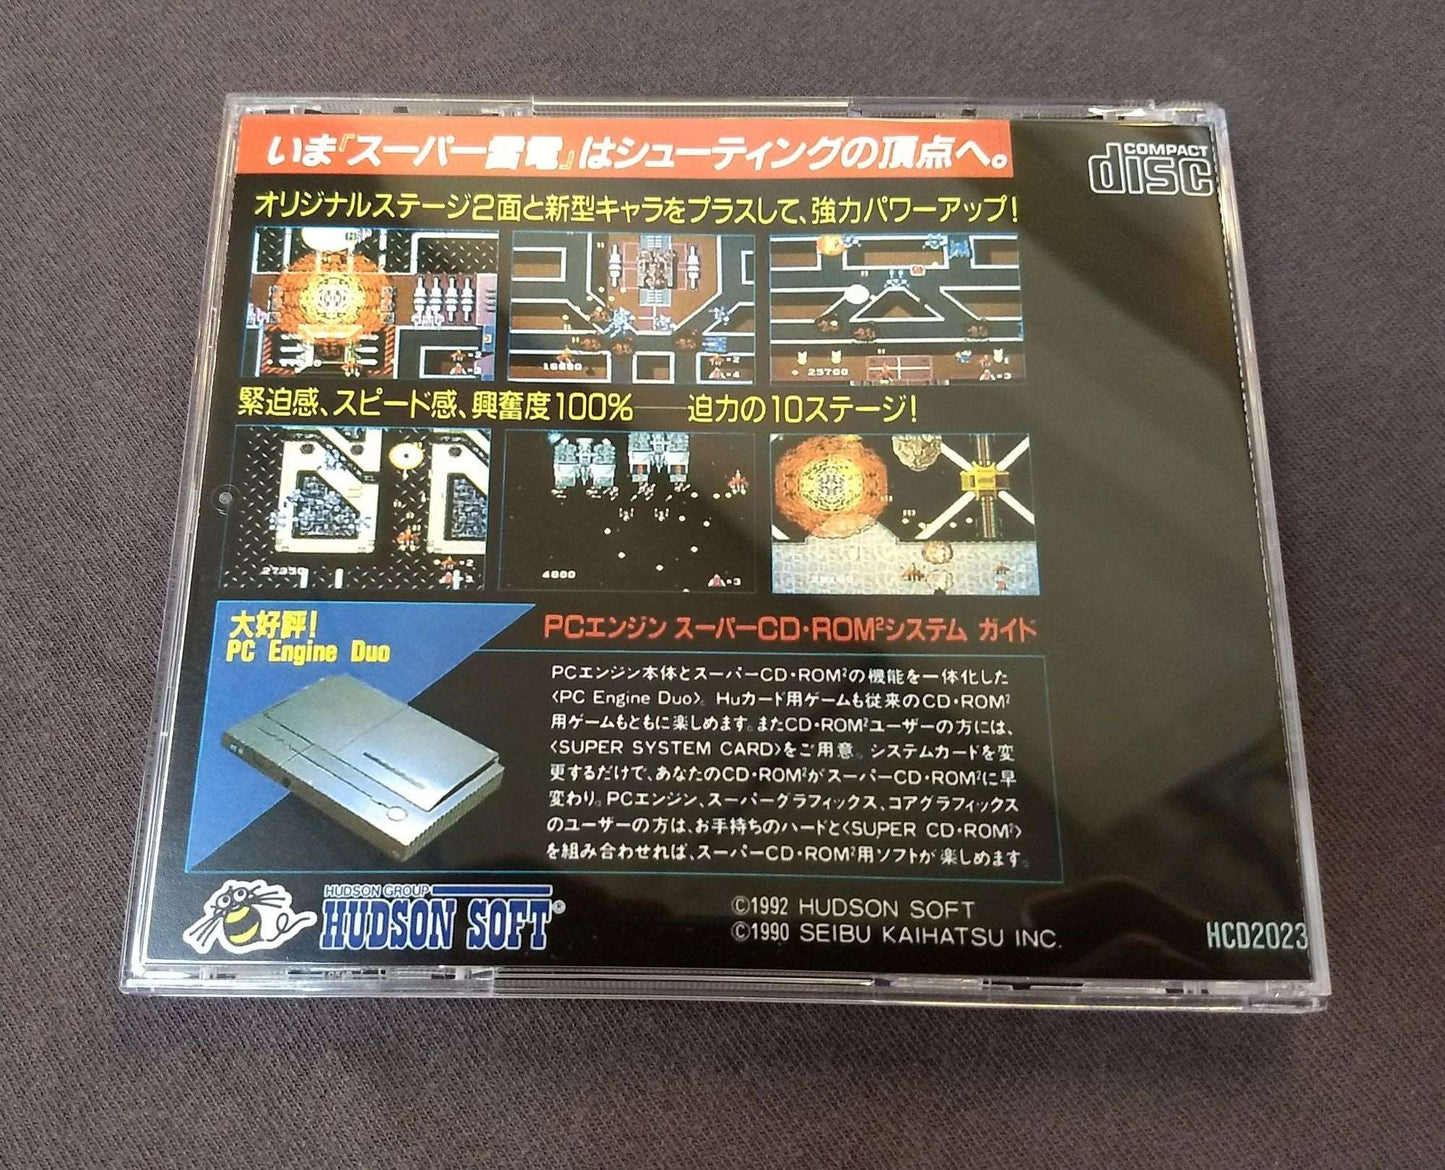 いま『スーパー雷電』はシューティングの頂点へ。
COMPACT
disc
オリジナルステージ2面と新型キャラをプラスして、強力パワーアップ!
=2
=3
16800
=2
=4
25700
=3
緊迫感、スピード感、興奮度100%――迫力の10ステージ!
27350
=2
4800
=3
大好評!
PC Engine Duo
PCエンジン スーパーCD・ROM²システム ガイド
PCエンジン本体とスーパーCD・ROM²の機能を一体化した
〈PC Engine Duo〉。Huカード用ゲームも従来のCD・ROM²
用ゲームもともに楽しめます。またCD・ROM²ユーザーの方には、
〈SUPER SYSTEM CARD〉をご用意。システムカードを変
更するだけで、あなたのCD・ROM²がスーパーCD・ROM²に早
変わり。PCエンジン、スーパーグラフィックス、コアグラフィックス
のユーザーの方は、お手持ちのハードと〈SUPER CD・ROM²〉
を組み合わせれば、スーパーCD・ROM²用ソフトが楽しめます。
HUDSON GROUP
HUDSON SOFT®
©1992 HUDSON SOFT
©1990 SEIBU KAIHATSU INC.
HCD2023